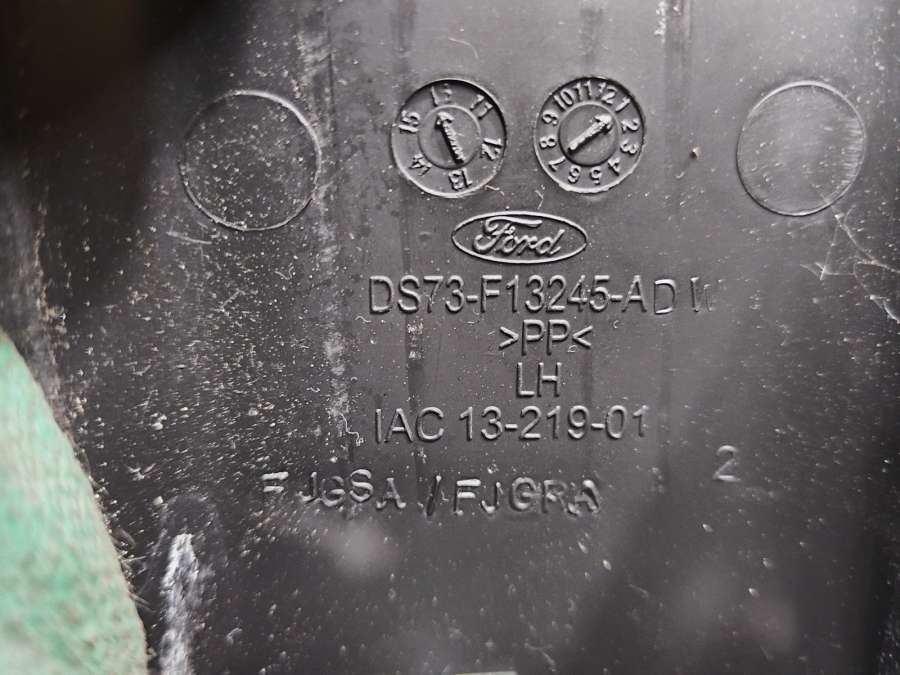 15 16 11 12 13 14
9 10 11 12 1 2 3 4 5 6 7 8
Ford
DS73-F13245-AD W
>PP<
LH
IAC 13-219-01
2
FJGSA / FJGRA